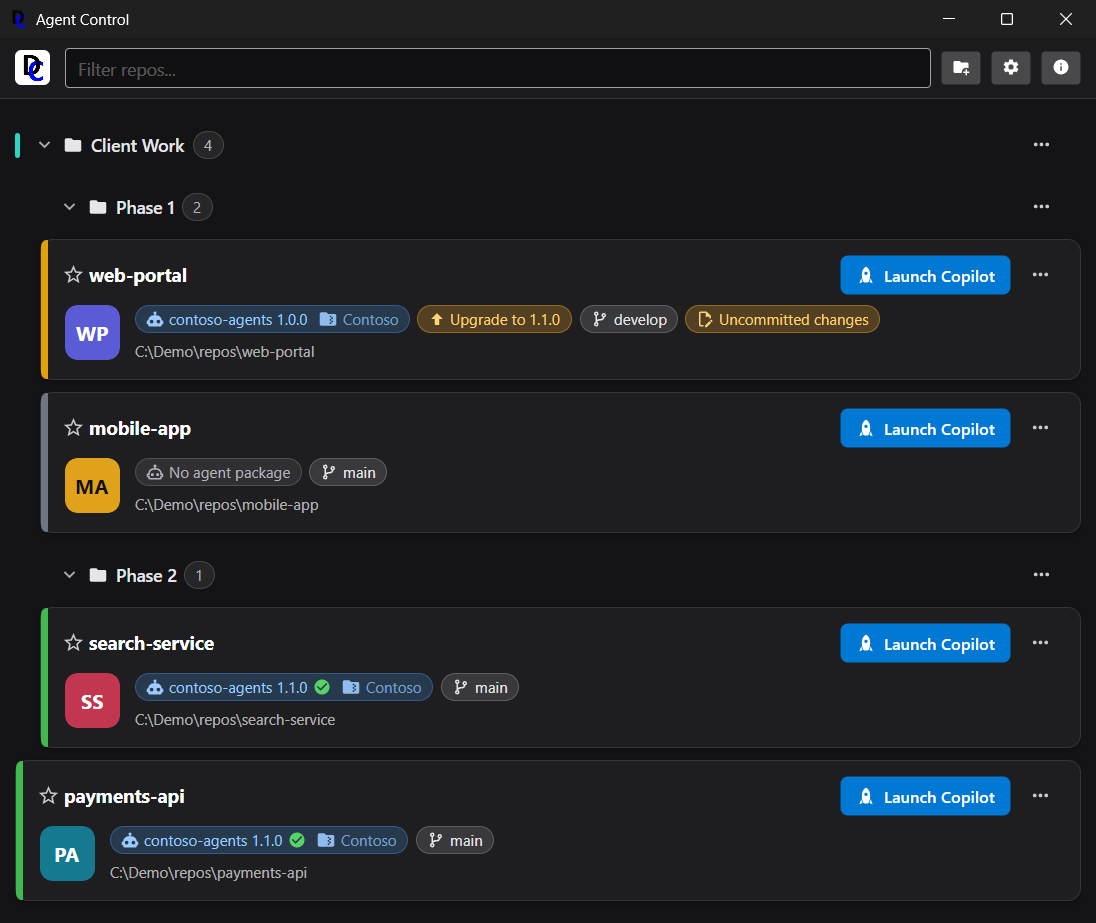 DC Agent Control
DC Filter repos...
Client Work 4
Phase 1 2
web-portal Launch Copilot
WP contoso-agents 1.0.0 Contoso Upgrade to 1.1.0 develop Uncommitted changes
C:\Demo\repos\web-portal
mobile-app Launch Copilot
MA No agent package main
C:\Demo\repos\mobile-app
Phase 2 1
search-service Launch Copilot
SS contoso-agents 1.1.0 Contoso main
C:\Demo\repos\search-service
payments-api Launch Copilot
PA contoso-agents 1.1.0 Contoso main
C:\Demo\repos\payments-api